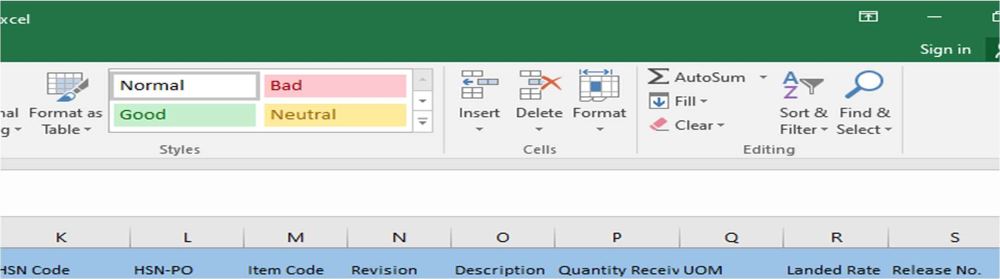 xcel
Sign in
nal
g
Format as
Table
Normal
Bad
Good
Neutral
Styles
Insert
Delete
Format
Cells
AutoSum
Fill
Clear
Sort &
Filter
Find &
Select
Editing
K L M N O P Q R S
HSN Code HSN-PO Item Code Revision Description Quantity Receiv UOM Landed Rate Release No.